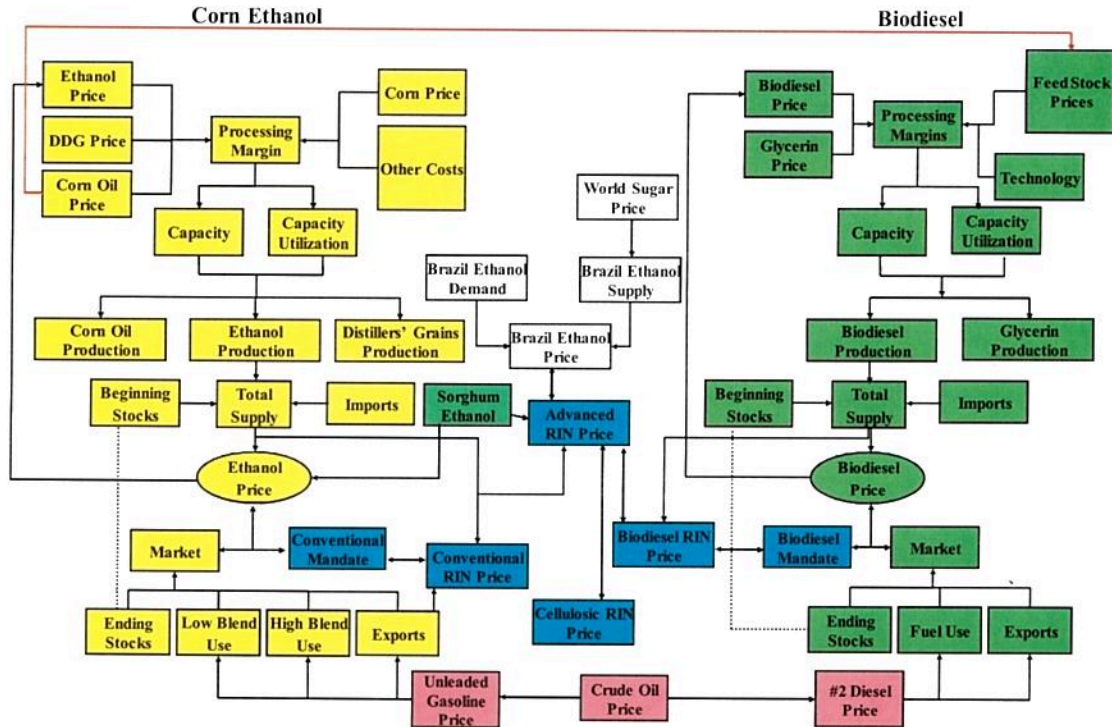 Corn Ethanol
Biodiesel
Ethanol
Price
Corn Price
Feed Stock
Prices
Biodiesel
Price
DDG Price
Processing
Margin
Processing
Margins
Other Costs
Glycerin
Price
Corn Oil
Price
World Sugar
Price
Technology
Capacity
Capacity
Utilization
Capacity
Capacity
Utilization
Brazil Ethanol
Demand
Brazil Ethanol
Supply
Corn Oil
Production
Ethanol
Production
Distillers' Grains
Production
Brazil Ethanol
Price
Biodiesel
Production
Glycerin
Production
Beginning
Stocks
Total
Supply
Imports
Sorghum
Ethanol
Advanced
RIN Price
Beginning
Stocks
Total
Supply
Imports
Ethanol
Price
Biodiesel
Price
Market
Conventional
Mandate
Conventional
RIN Price
Biodiesel RIN
Price
Biodiesel
Mandate
Market
Ending
Stocks
Low Blend
Use
High Blend
Use
Exports
Cellulosic RIN
Price
Ending
Stocks
Fuel Use
Exports
Unleaded
Gasoline
Price
Crude Oil
Price
#2 Diesel
Price